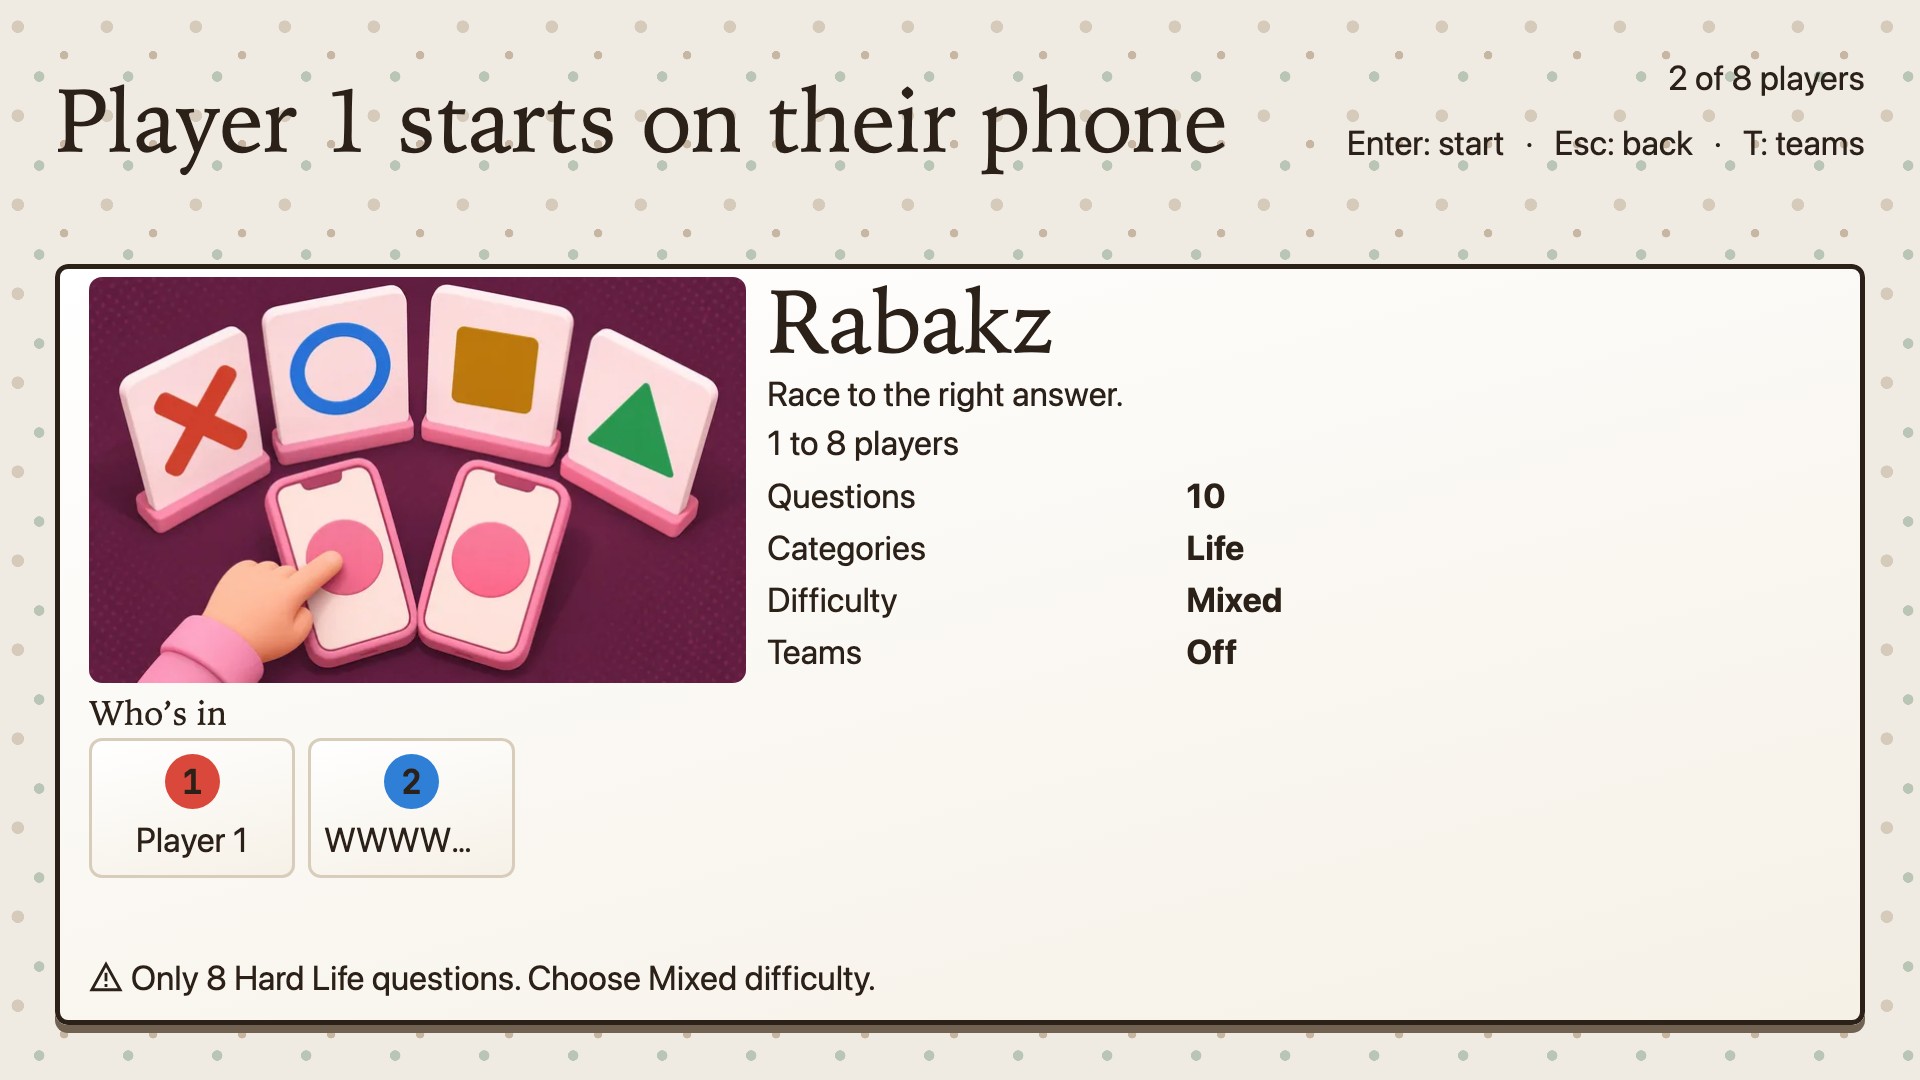 Player 1 starts on their phone
2 of 8 players
Enter: start · Esc: back · T: teams
Rabakz
Race to the right answer.
1 to 8 players
Questions 10
Categories Life
Difficulty Mixed
Teams Off
Who’s in
1
Player 1
2
WWWW...
⚠ Only 8 Hard Life questions. Choose Mixed difficulty.